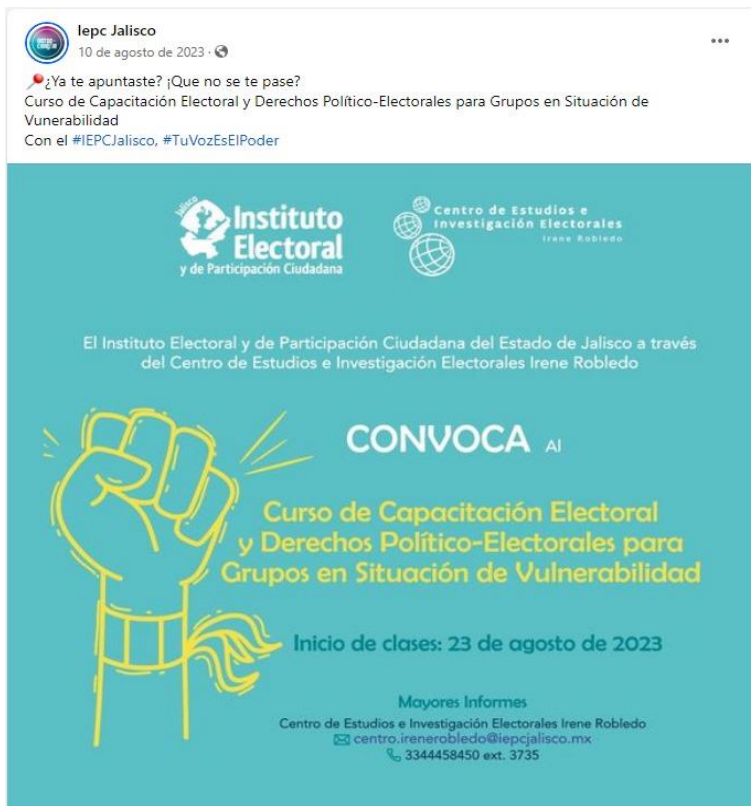 Iepc Jalisco
10 de agosto de 2023 ·
¿Ya te apuntaste? ¡Que no se te pase?
Curso de Capacitación Electoral y Derechos Político-Electorales para Grupos en Situación de
Vunerabilidad
Con el #IEPCJalisco, #TuVozEsElPoder
Jalisco
Instituto
Electoral
y de Participación Ciudadana
Centro de Estudios e
Investigación Electorales
Irene Robledo
El Instituto Electoral y de Participación Ciudadana del Estado de Jalisco a través
del Centro de Estudios e Investigación Electorales Irene Robledo
CONVOCA Al
Curso de Capacitación Electoral
y Derechos Político-Electorales para
Grupos en Situación de Vulnerabilidad
Inicio de clases: 23 de agosto de 2023
Mayores Informes
Centro de Estudios e Investigación Electorales Irene Robledo
centro.irenerobledo@iepcjalisco.mx
3344458450 ext. 3735